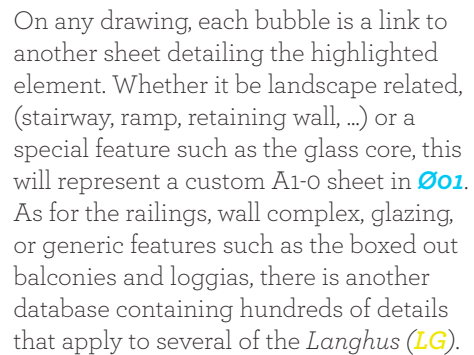 On any drawing, each bubble is a link to
another sheet detailing the highlighted
element. Whether it be landscape related,
(stairway, ramp, retaining wall, ...) or a
special feature such as the glass core, this
will represent a custom A1-0 sheet in Ø01.
As for the railings, wall complex, glazing,
or generic features such as the boxed out
balconies and loggias, there is another
database containing hundreds of details
that apply to several of the Langhus (LG).